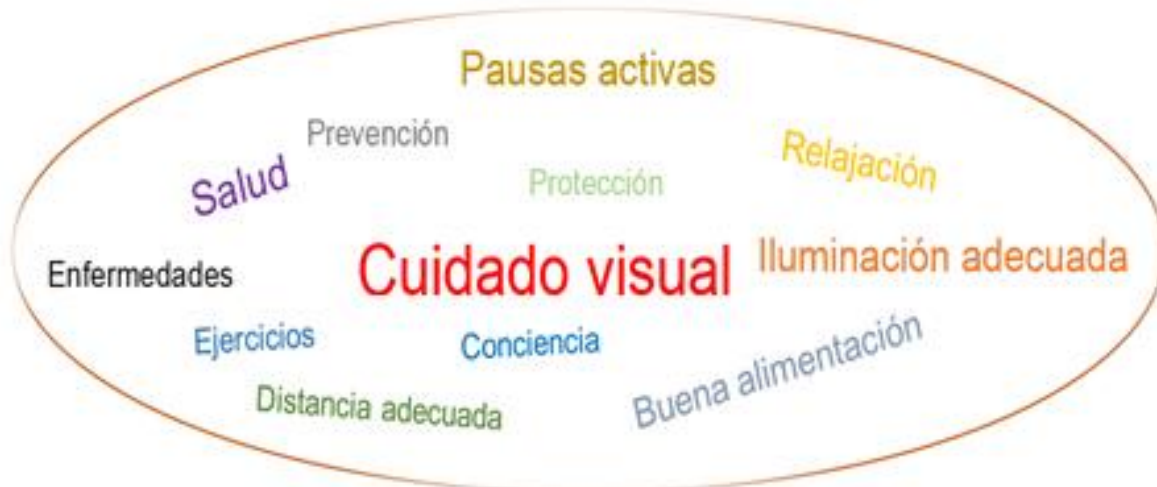 Pausas activas
Prevención
Relajación
Salud
Protección
Cuidado visual
Iluminación adecuada
Enfermedades
Ejercicios
Conciencia
Buena alimentación
Distancia adecuada